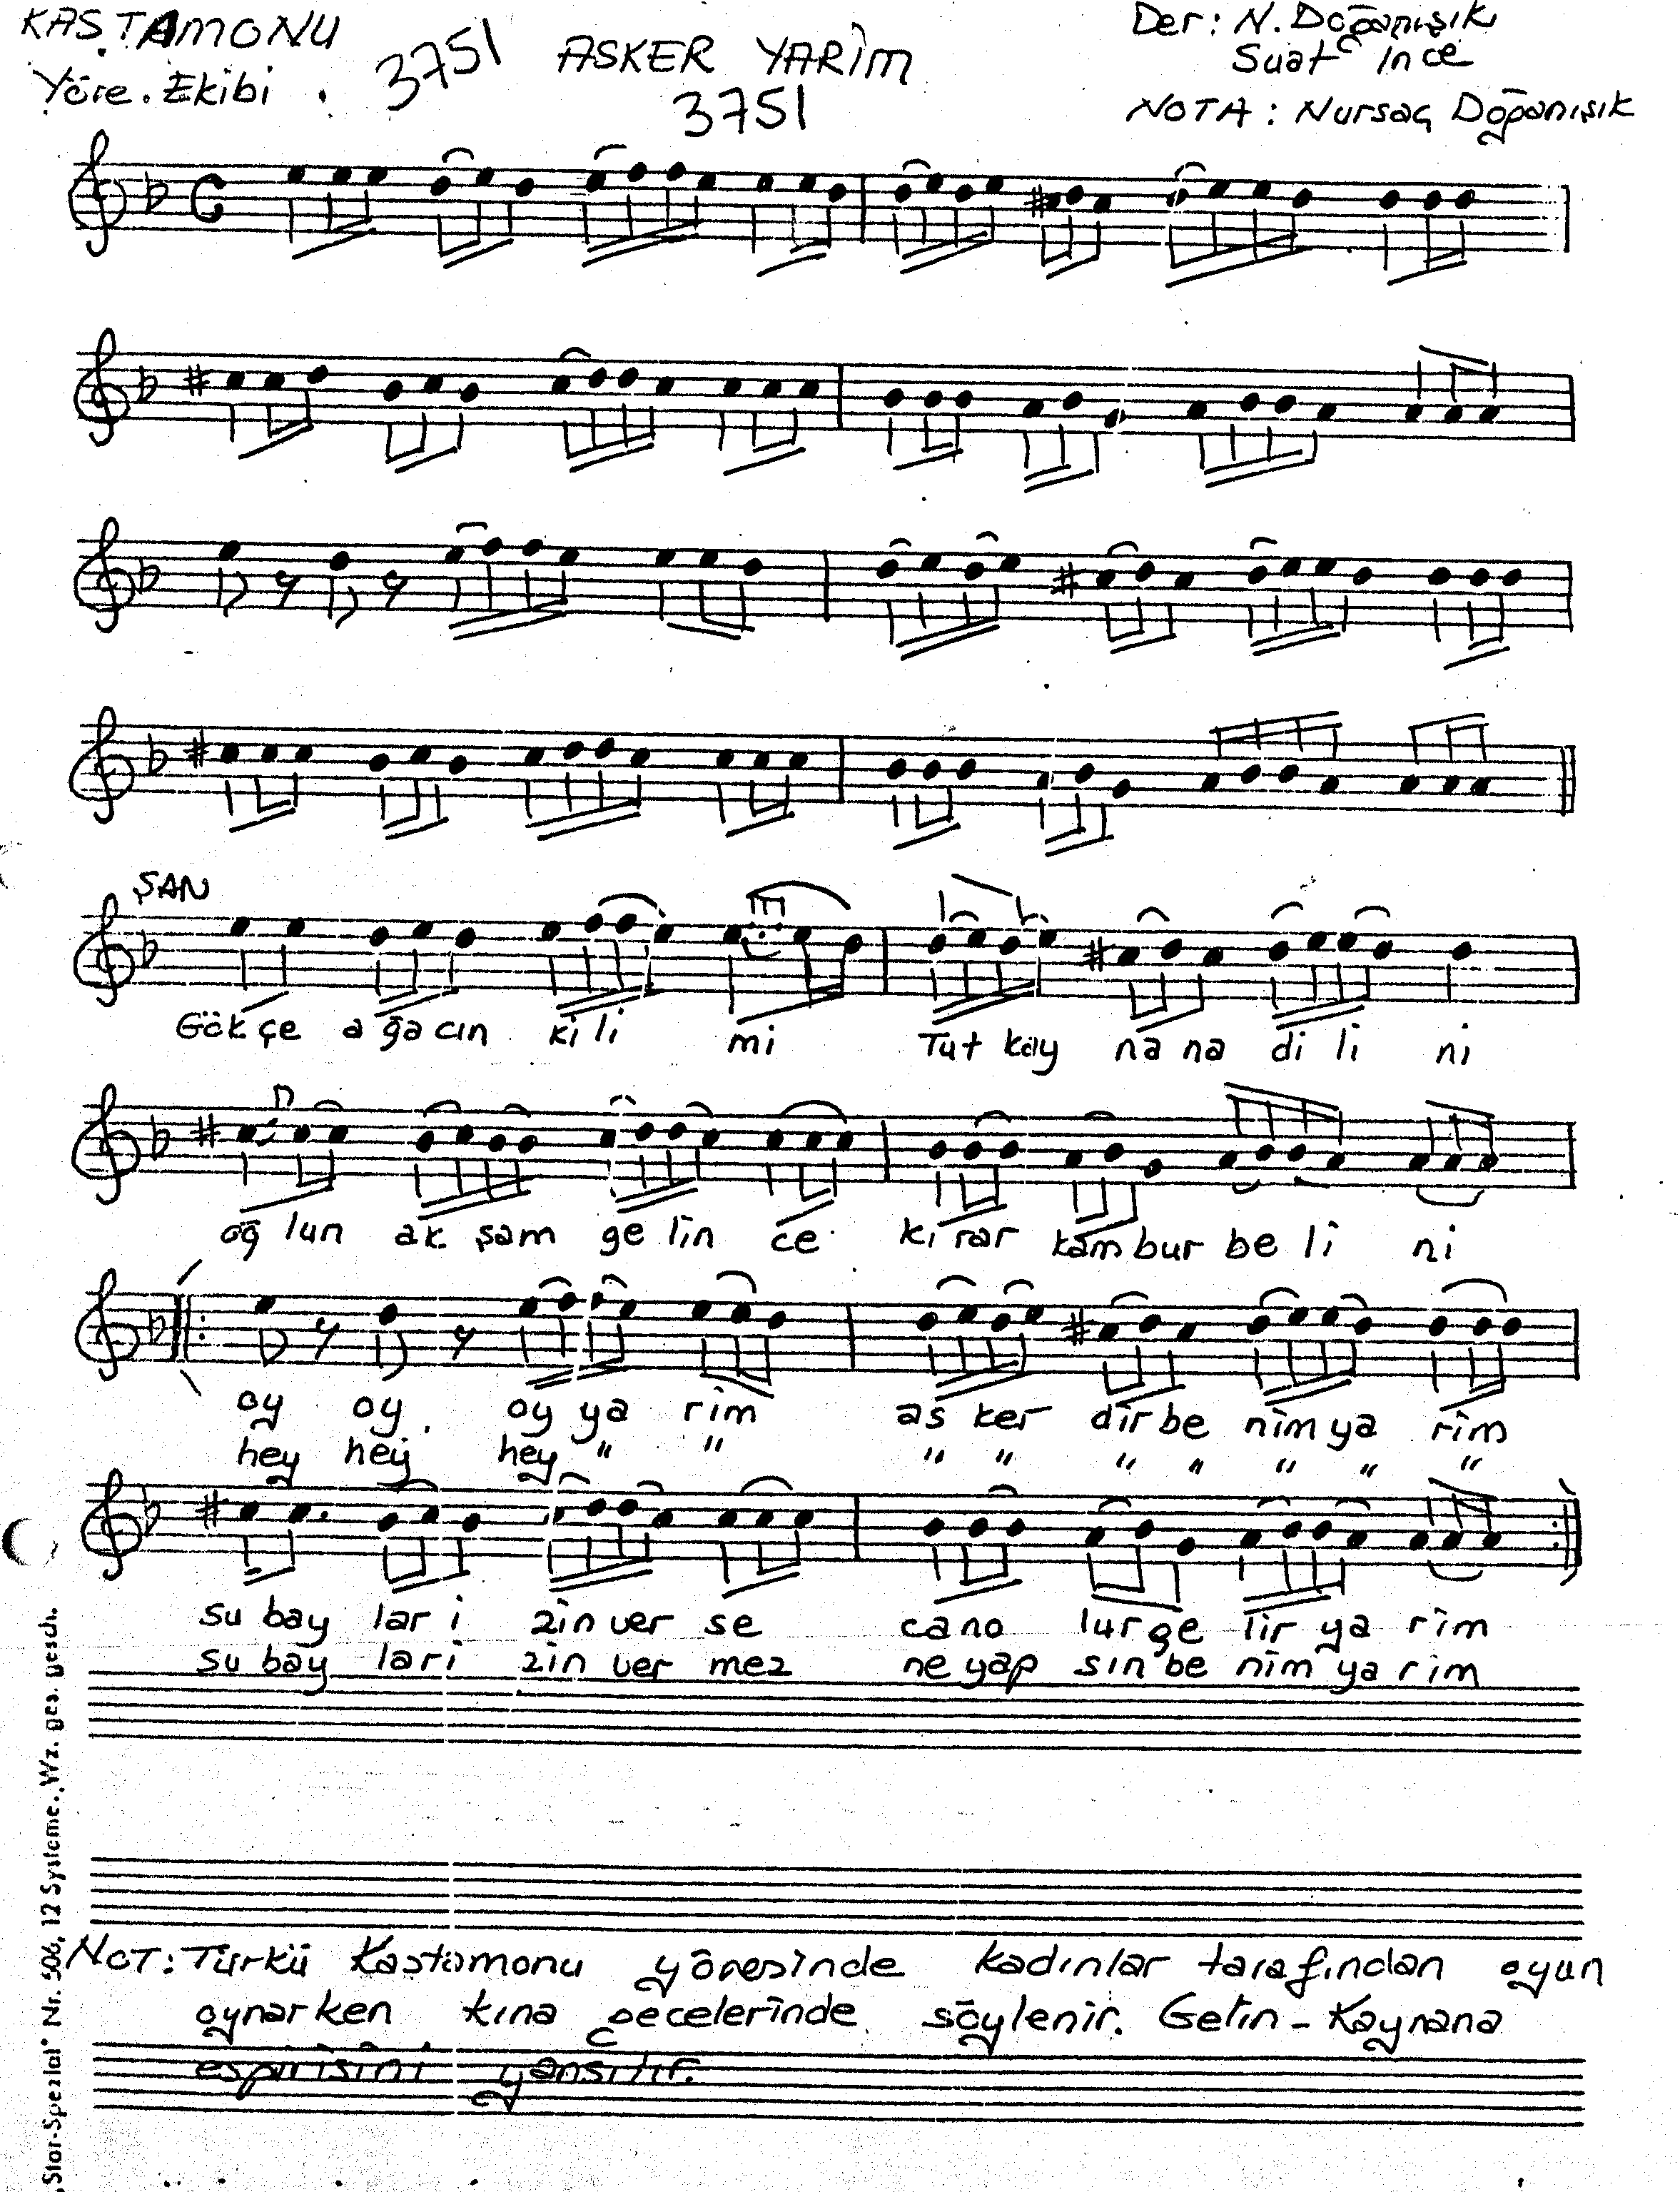 KASTAMONU
Yöre. Ekibi
3751
ASKER YARİM
3751
Der: N. Doğanışık
Suat İnce
NOTA: Nursaç Doğanışık
ŞAN
Gök çe a ğa cın ki li mi Tut kay na na di li ni
oğ lun ak şam ge lin ce kı rar kam bur be li ni
oy oy. oy ya rim as ker dir be nim ya rim
hey hey hey " " " " " " " " "
su bay lar i zin ver se ca no lur ge lir ya rim
su bay lar i zin ver mez ne yap sın be nim ya rim
NOT: Türkü Kastamonu yöresinde kadınlar tarafından oyun
oynarken kına gecelerinde söylenir. Gelin - Kaynana
espirisini yansıtır.
Star-Spezial" Nr. 506, 12 Systeme. Wz. ges. gesch.